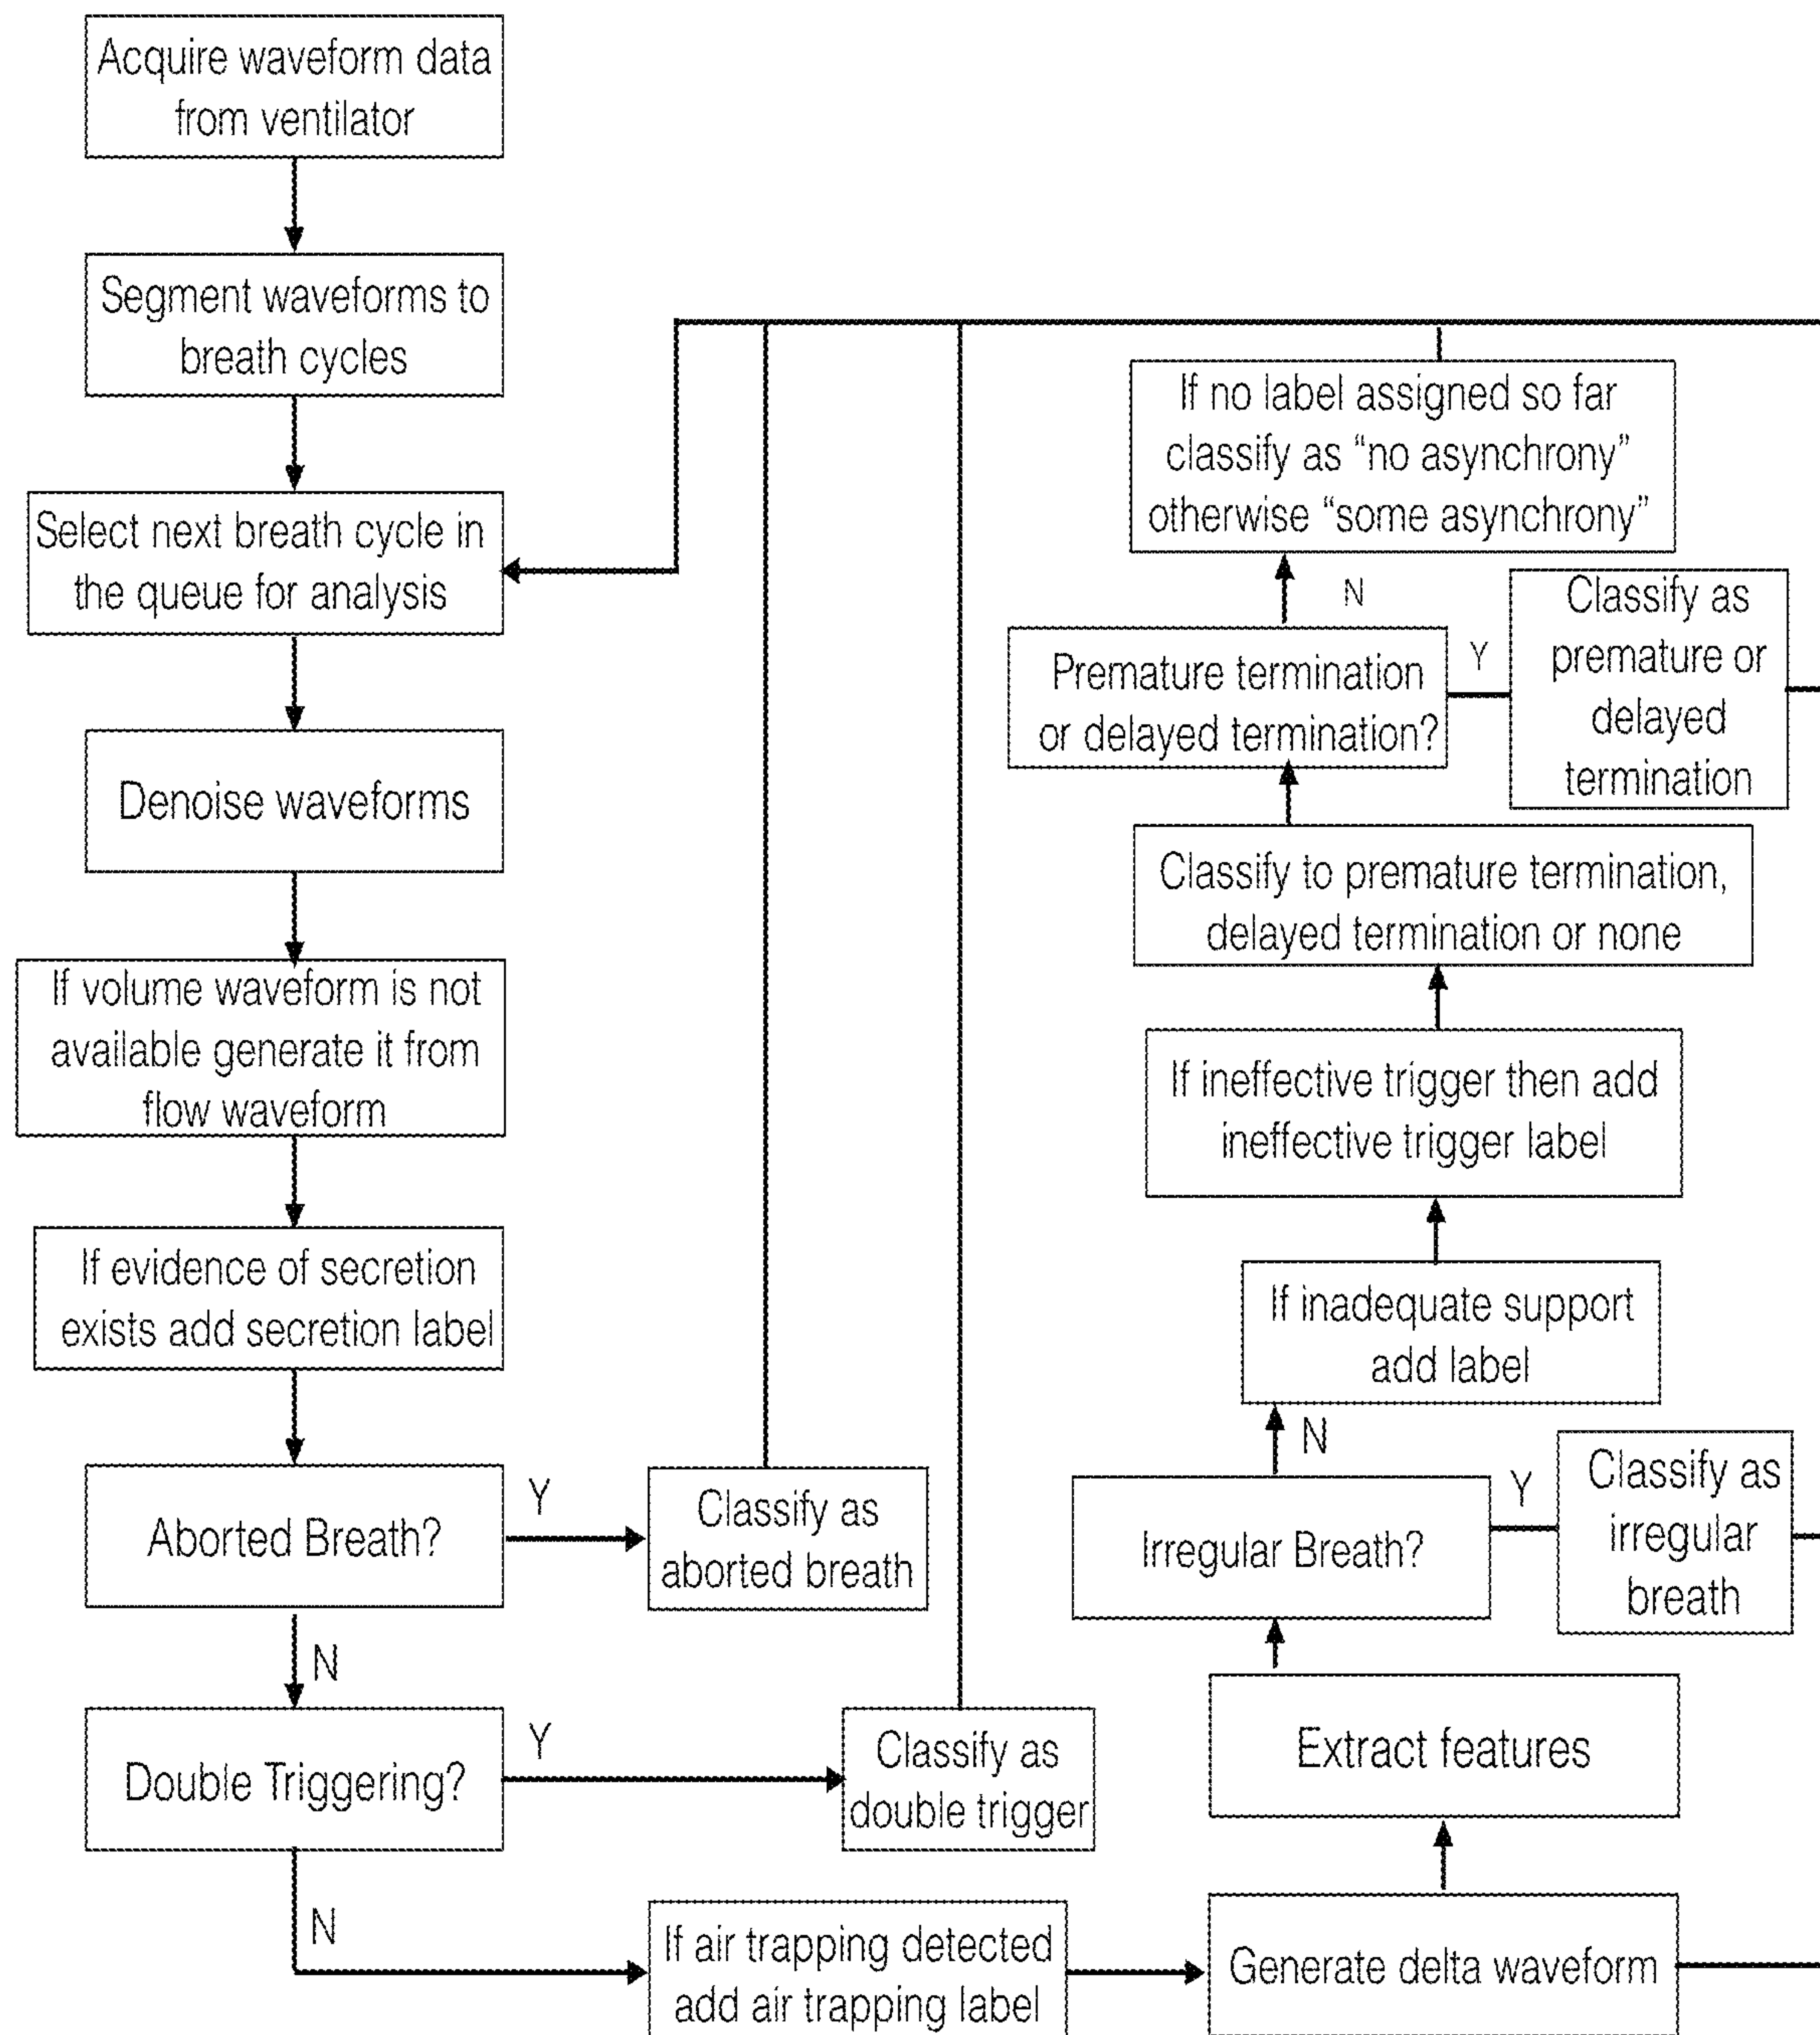 Acquire waveform data
from ventilator
Segment waveforms to
breath cycles
Select next breath cycle in
the queue for analysis
Denoise waveforms
If volume waveform is not
available generate it from
flow waveform
If evidence of secretion
exists add secretion label
Aborted Breath?
Y
Classify as
aborted breath
N
Double Triggering?
Y
Classify as
double trigger
N
If air trapping detected
add air trapping label
Generate delta waveform
Extract features
Irregular Breath?
Y
Classify as
irregular
breath
N
If inadequate support
add label
If ineffective trigger then add
ineffective trigger label
Classify to premature termination,
delayed termination or none
Premature termination
or delayed termination?
Y
Classify as
premature or
delayed
termination
N
If no label assigned so far
classify as “no asynchrony”
otherwise “some asynchrony”